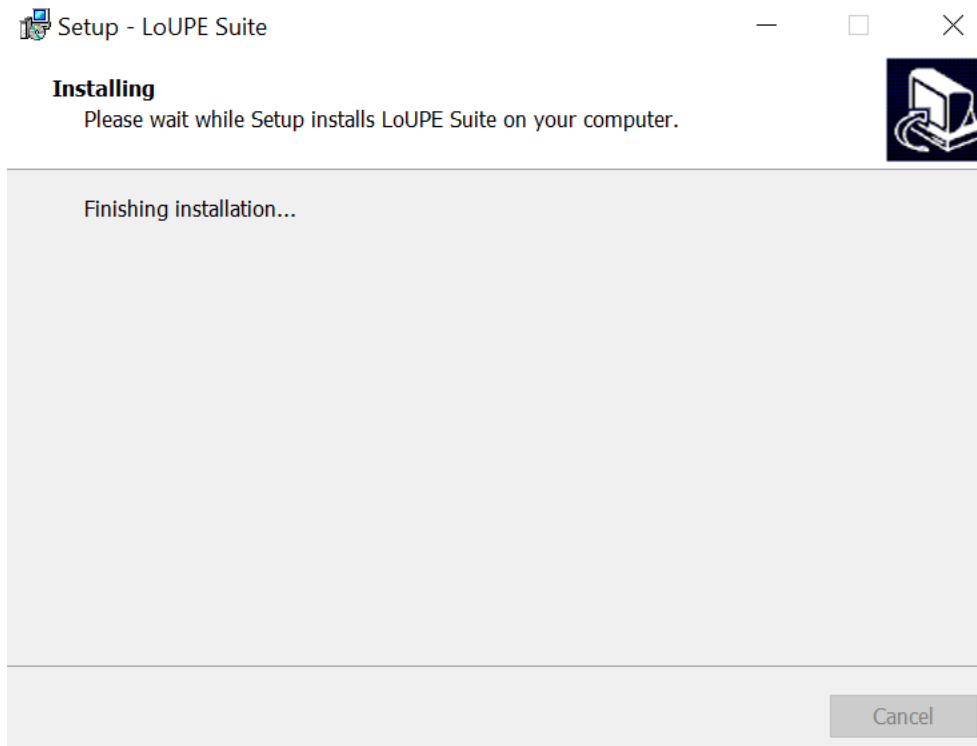 Setup - LoUPE Suite
Installing
Please wait while Setup installs LoUPE Suite on your computer.
Finishing installation...
Cancel